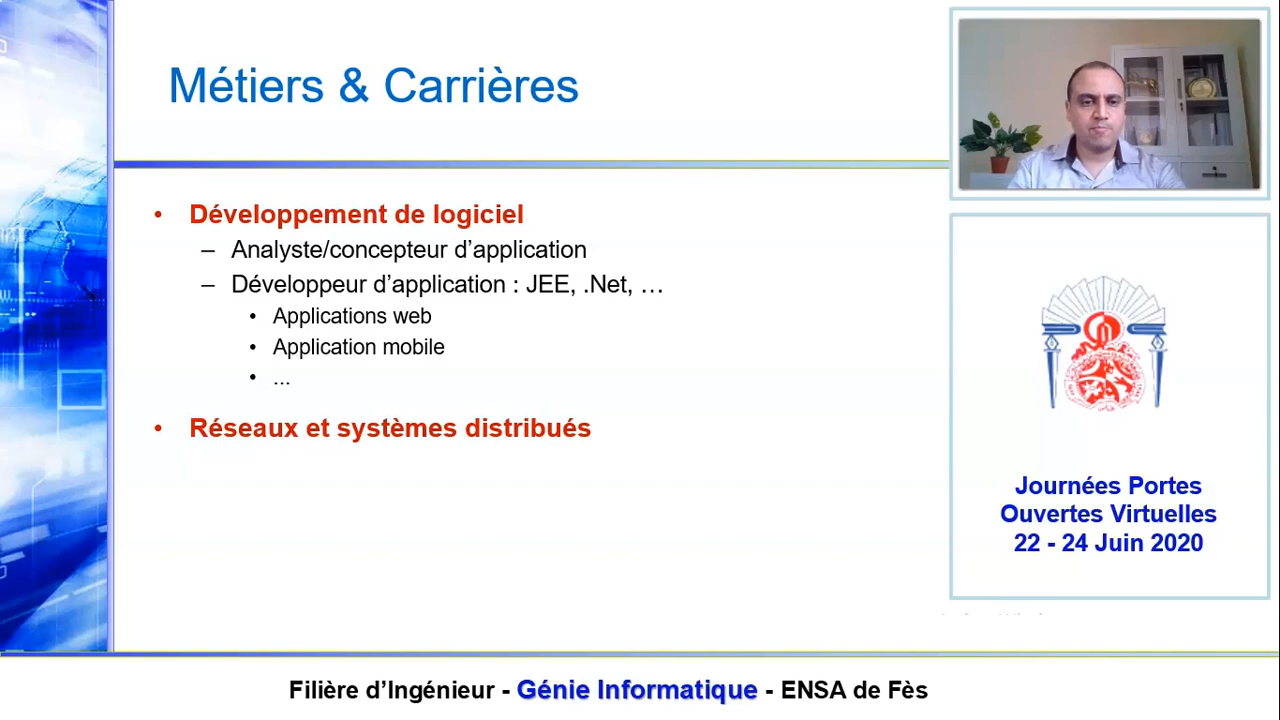 Métiers & Carrières
• Développement de logiciel
– Analyste/concepteur d’application
– Développeur d’application : JEE, .Net, …
• Applications web
• Application mobile
• ...
• Réseaux et systèmes distribués
Journées Portes
Ouvertes Virtuelles
22 - 24 Juin 2020
Filière d’Ingénieur - Génie Informatique - ENSA de Fès